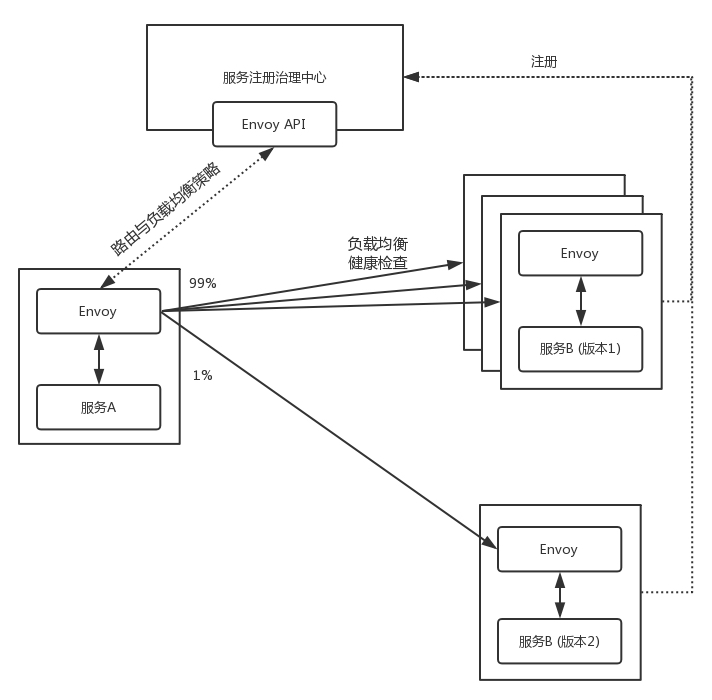 注册
服务注册治理中心
Envoy API
路由与负载均衡策略
负载均衡
健康检查
99%
Envoy
服务A
1%
Envoy
服务B (版本1)
Envoy
服务B (版本2)